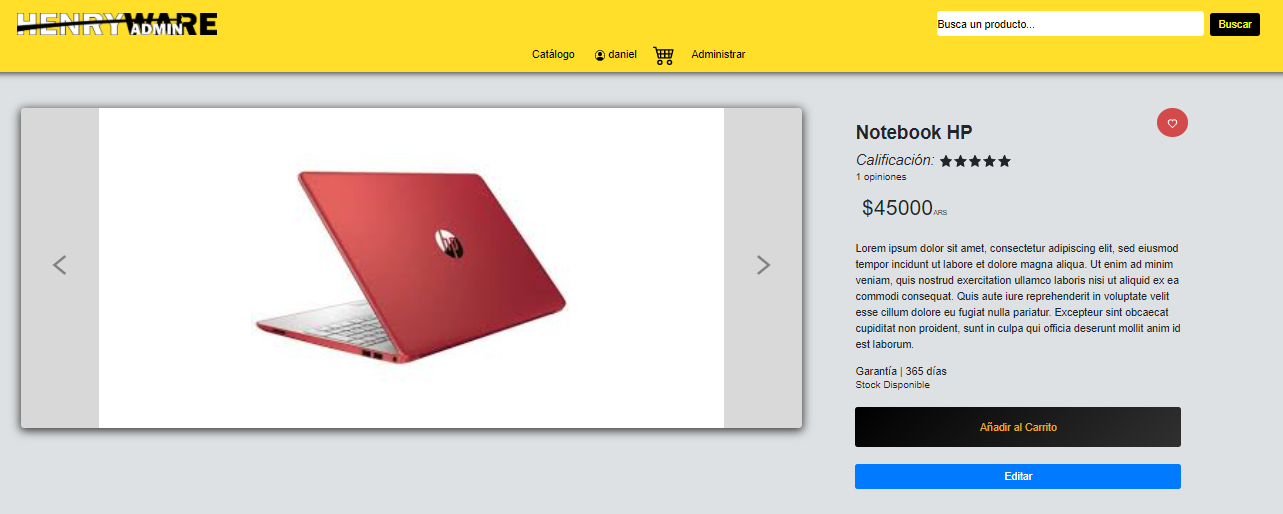 HENRYWARE
ADMIN
Busca un producto...
Buscar
Catálogo
daniel
Administrar
Notebook HP
Calificación:
1 opiniones
$45000ARS
Lorem ipsum dolor sit amet, consectetur adipiscing elit, sed eiusmod
tempor incidunt ut labore et dolore magna aliqua. Ut enim ad minim
veniam, quis nostrud exercitation ullamco laboris nisi ut aliquid ex ea
commodi consequat. Quis aute iure reprehenderit in voluptate velit
esse cillum dolore eu fugiat nulla pariatur. Excepteur sint obcaecat
cupiditat non proident, sunt in culpa qui officia deserunt mollit anim id
est laborum.
Garantía | 365 días
Stock Disponible
Añadir al Carrito
Editar
hp